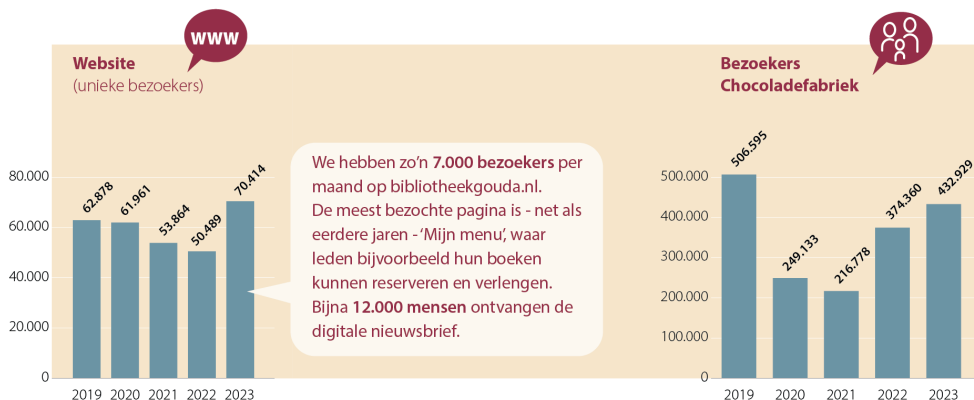 www
Website
(unieke bezoekers)
80.000
60.000
40.000
20.000
0
62.878
61.961
53.864
50.489
70.414
2019 2020 2021 2022 2023
We hebben zo'n 7.000 bezoekers per
maand op bibliotheekgouda.nl.
De meest bezochte pagina is - net als
eerdere jaren - ‘Mijn menu’, waar
leden bijvoorbeeld hun boeken
kunnen reserveren en verlengen.
Bijna 12.000 mensen ontvangen de
digitale nieuwsbrief.
Bezoekers
Chocoladefabriek
500.000
400.000
300.000
200.000
100.000
0
506.595
249.133
216.778
374.360
432.929
2019 2020 2021 2022 2023